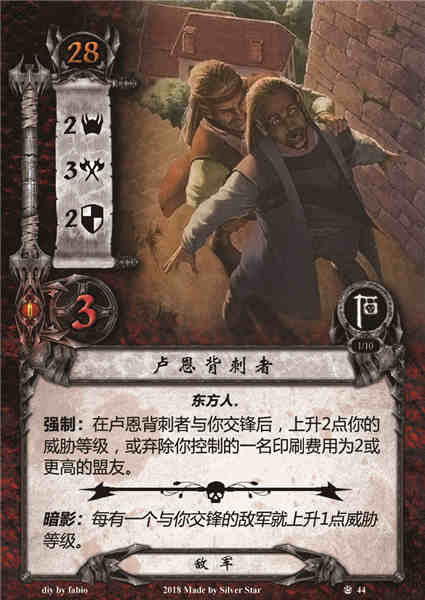 28
2
3
2
3
1/10
卢恩背刺者
东方人.
强制：在卢恩背刺者与你交锋后，上升2点你的
威胁等级，或弃除你控制的一名印刷费用为2或
更高的盟友。
暗影：每有一个与你交锋的敌军就上升1点威胁
等级。
敌军
diy by fabio
2018 Made by Silver Star
44